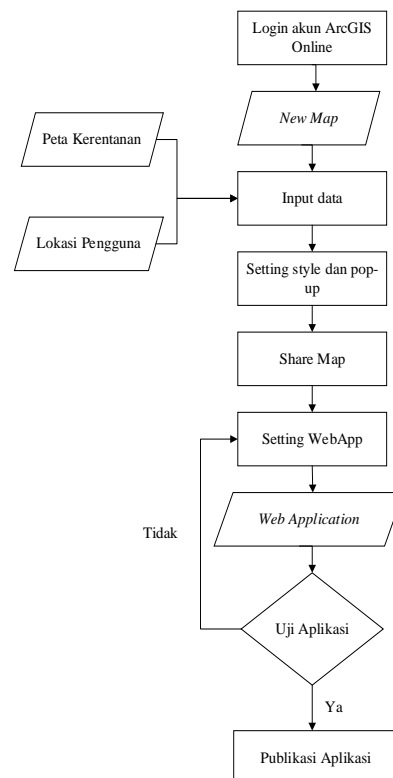 Login akun ArcGIS
Online
New Map
Peta Kerentanan
Input data
Lokasi Pengguna
Setting style dan pop-
up
Share Map
Setting WebApp
Web Application
Tidak
Uji Aplikasi
Ya
Publikasi Aplikasi